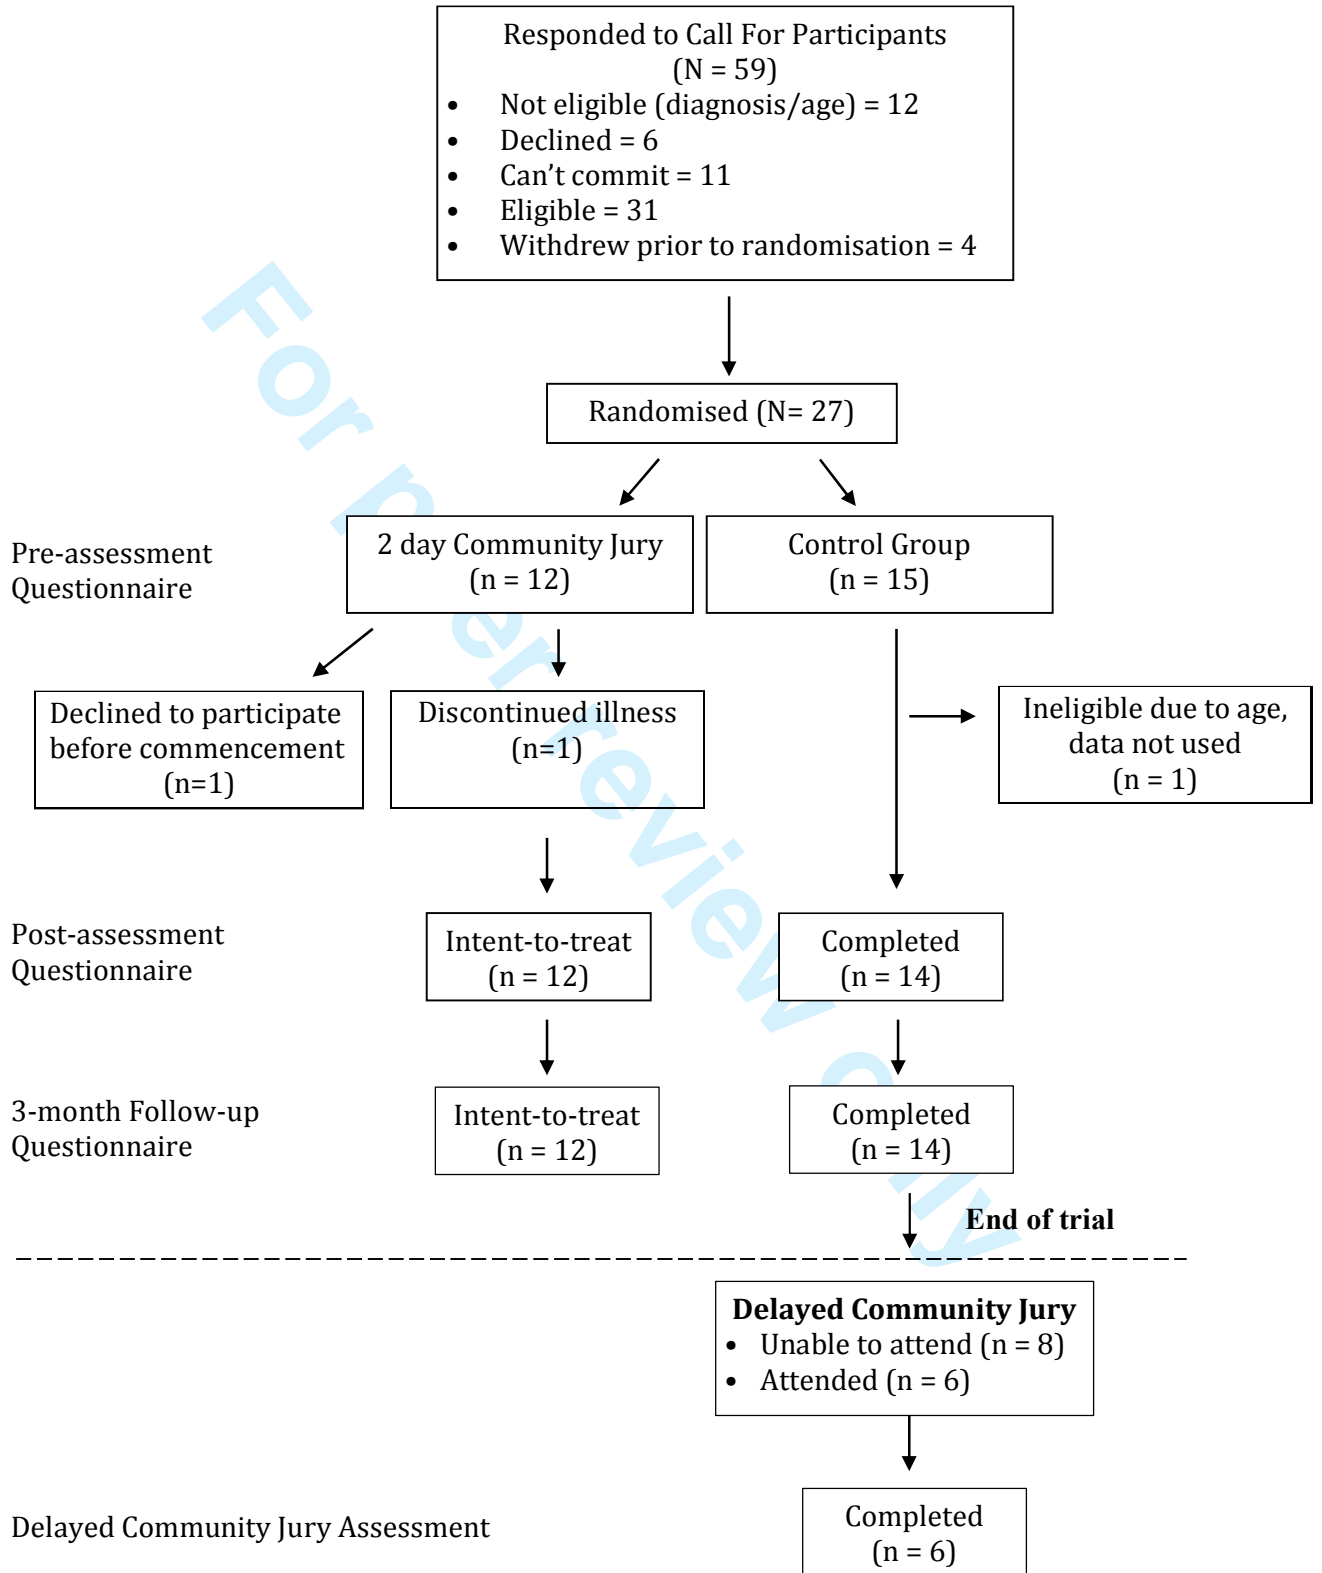 Responded to Call For Participants
(N = 59)
• Not eligible (diagnosis/age) = 12
• Declined = 6
• Can’t commit = 11
• Eligible = 31
• Withdrew prior to randomisation = 4
Randomised (N= 27)
Pre-assessment
Questionnaire
2 day Community Jury
(n = 12)
Control Group
(n = 15)
Declined to participate
before commencement
(n=1)
Discontinued illness
(n=1)
Ineligible due to age,
data not used
(n = 1)
Post-assessment
Questionnaire
Intent-to-treat
(n = 12)
Completed
(n = 14)
3-month Follow-up
Questionnaire
Intent-to-treat
(n = 12)
Completed
(n = 14)
End of trial
Delayed Community Jury
• Unable to attend (n = 8)
• Attended (n = 6)
Delayed Community Jury Assessment
Completed
(n = 6)
For peer review only